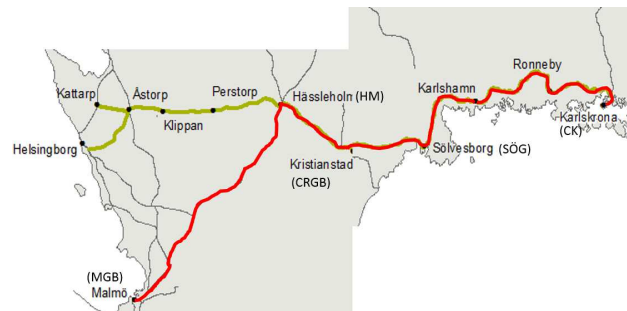 Ronneby
Kattarp
Åstorp
Perstorp
Hässleholm (HM)
Karlshamn
Klippan
Karlskrona
(CK)
Helsingborg
Kristianstad
(CRGB)
Sölvesborg (SÖG)
(MGB)
Malmö